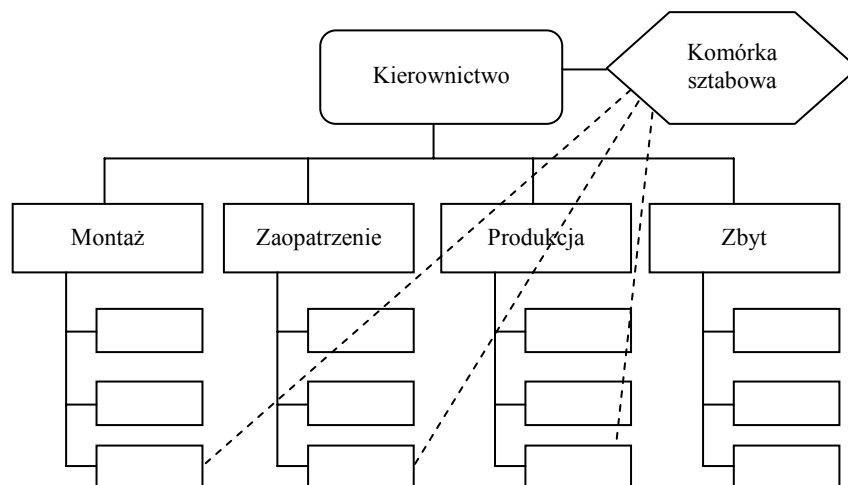 Kierownictwo
Komórka
sztabowa
Montaż
Zaopatrzenie
Produkcja
Zbyt